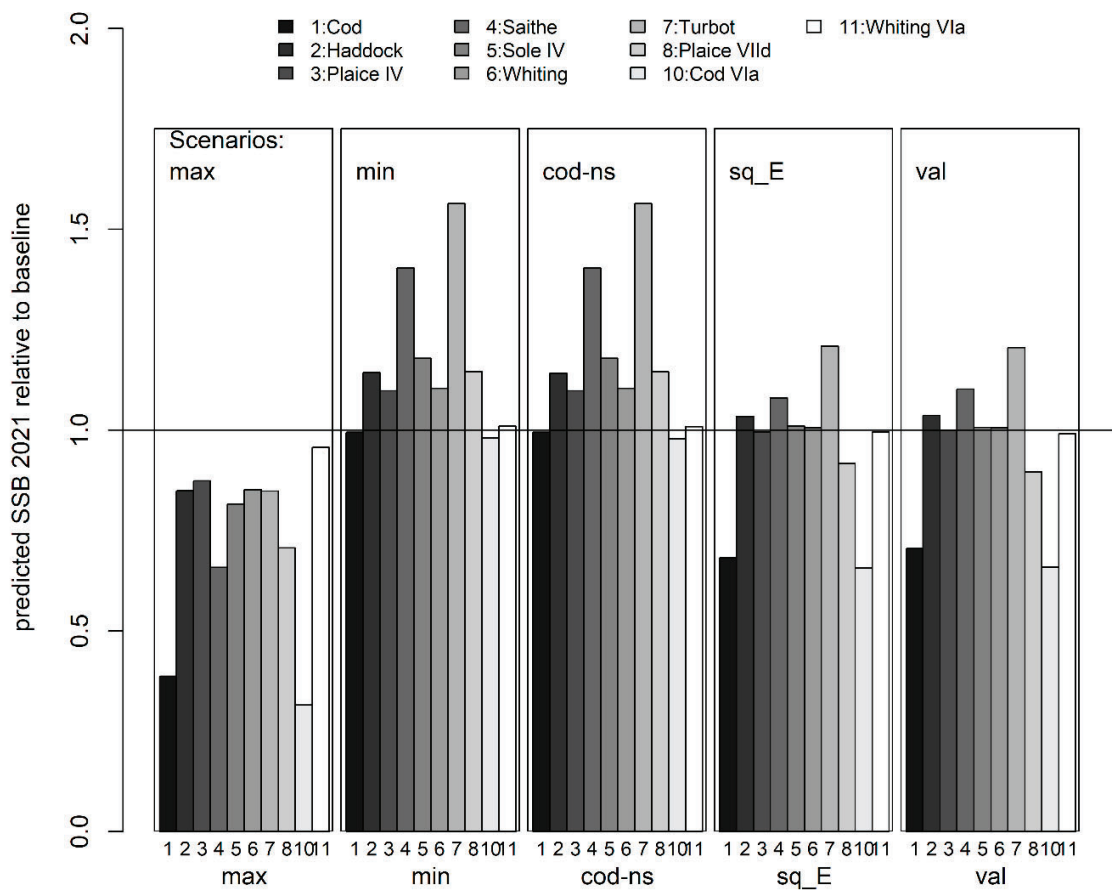 1:Cod 4:Saithe 7:Turbot 11:Whiting VIa
2:Haddock 5:Sole IV 8:Plaice VIId
3:Plaice IV 6:Whiting 10:Cod VIa
Scenarios:
max min cod-ns sq_E val
predicted SSB 2021 relative to baseline
2.0
1.5
1.0
0.5
0.0
1 2 3 4 5 6 7 8 10 11 1 2 3 4 5 6 7 8 10 11 1 2 3 4 5 6 7 8 10 11 1 2 3 4 5 6 7 8 10 11 1 2 3 4 5 6 7 8 10 11
max min cod-ns sq_E val